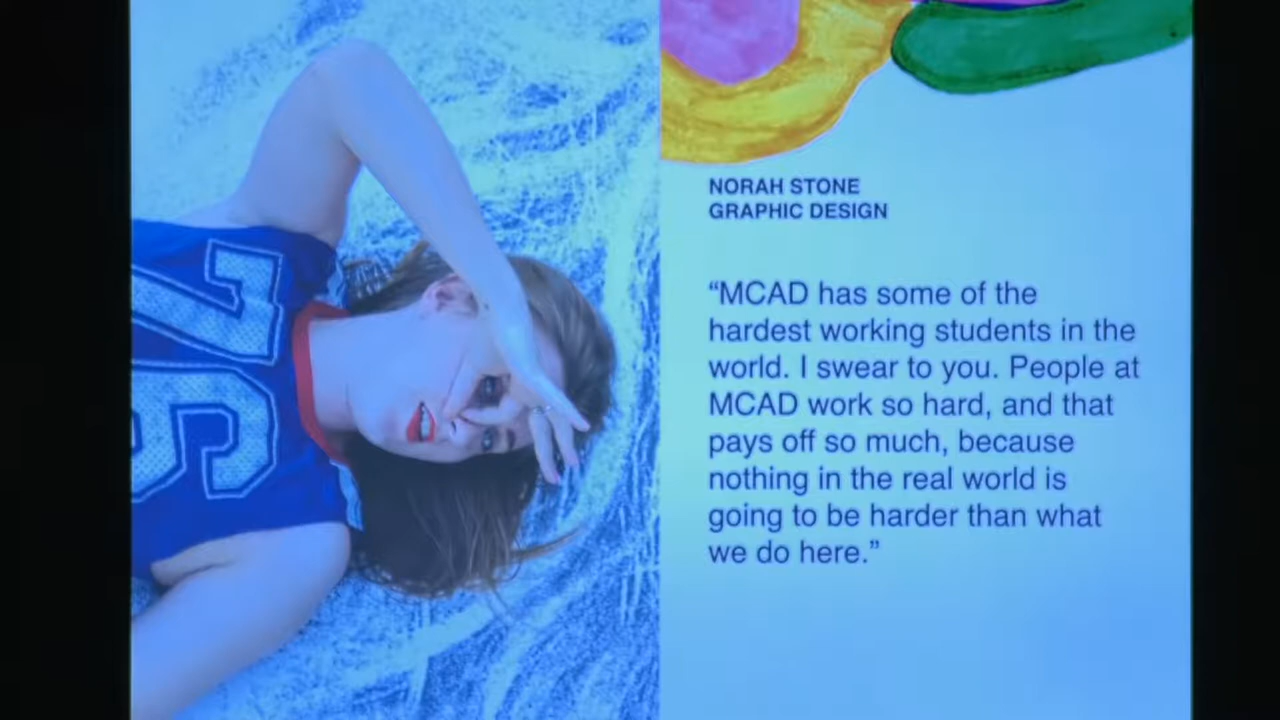 76
NORAH STONE
GRAPHIC DESIGN
“MCAD has some of the
hardest working students in the
world. I swear to you. People at
MCAD work so hard, and that
pays off so much, because
nothing in the real world is
going to be harder than what
we do here.”